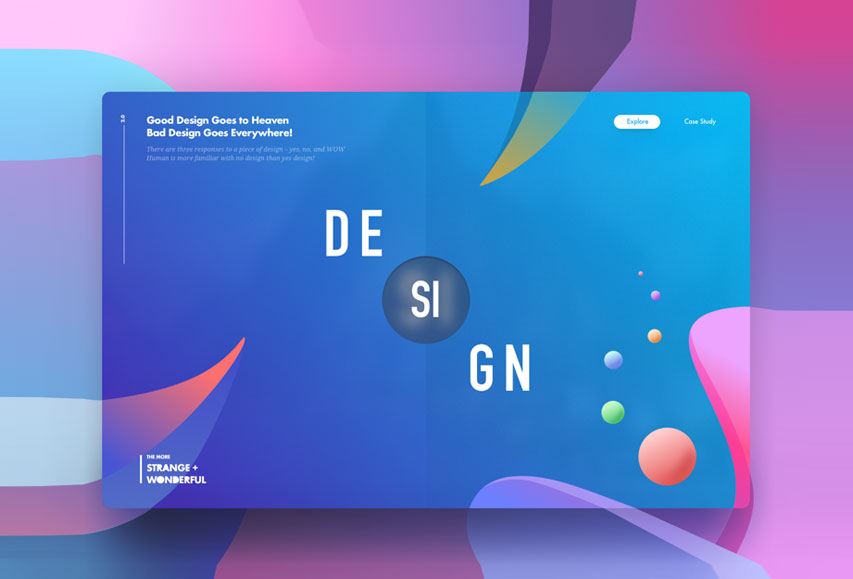 2.0
Good Design Goes to Heaven
Bad Design Goes Everywhere!
There are three responses to a piece of design – yes, no, and WOW
Human is more familiar with no design than yes design!
Explore
Case Study
DE
SI
GN
THE MORE
STRANGE +
WONDERFUL